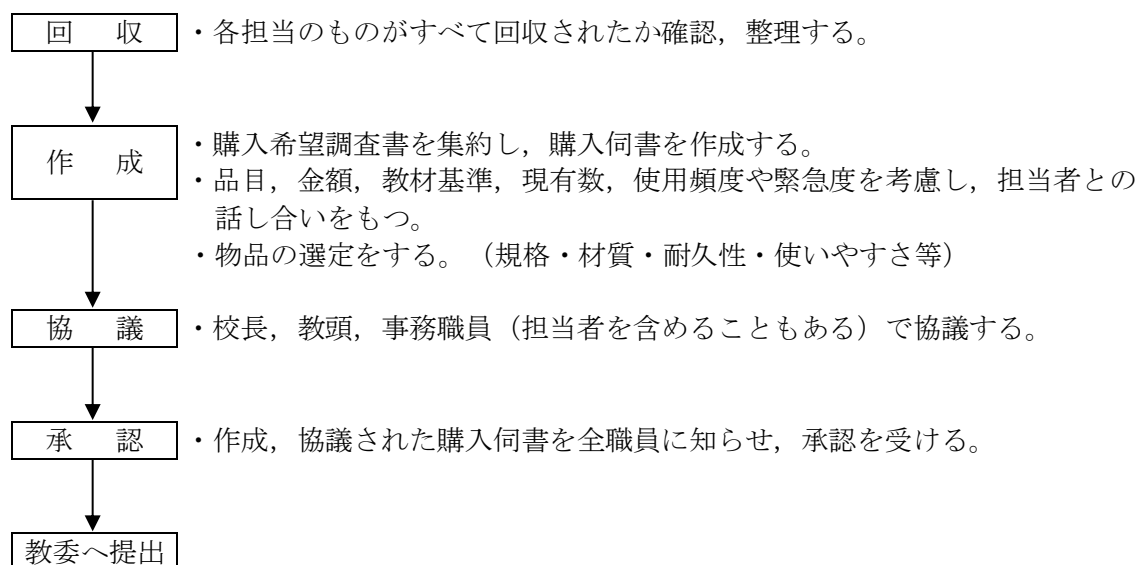 回　収 ・各担当のものがすべて回収されたか確認，整理する。
作　成 ・購入希望調査書を集約し，購入伺書を作成する。
・品目，金額，教材基準，現有数，使用頻度や緊急度を考慮し，担当者との
話し合いをもつ。
・物品の選定をする。（規格・材質・耐久性・使いやすさ等）
協　議 ・校長，教頭，事務職員（担当者を含めることもある）で協議する。
承　認 ・作成，協議された購入伺書を全職員に知らせ，承認を受ける。
教委へ提出